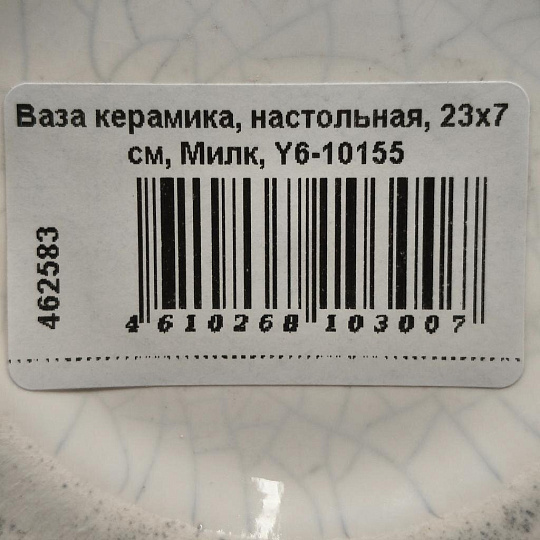 Ваза керамика, настольная, 23х7
см, Милк, Y6-10155
462583
4 610268 103007